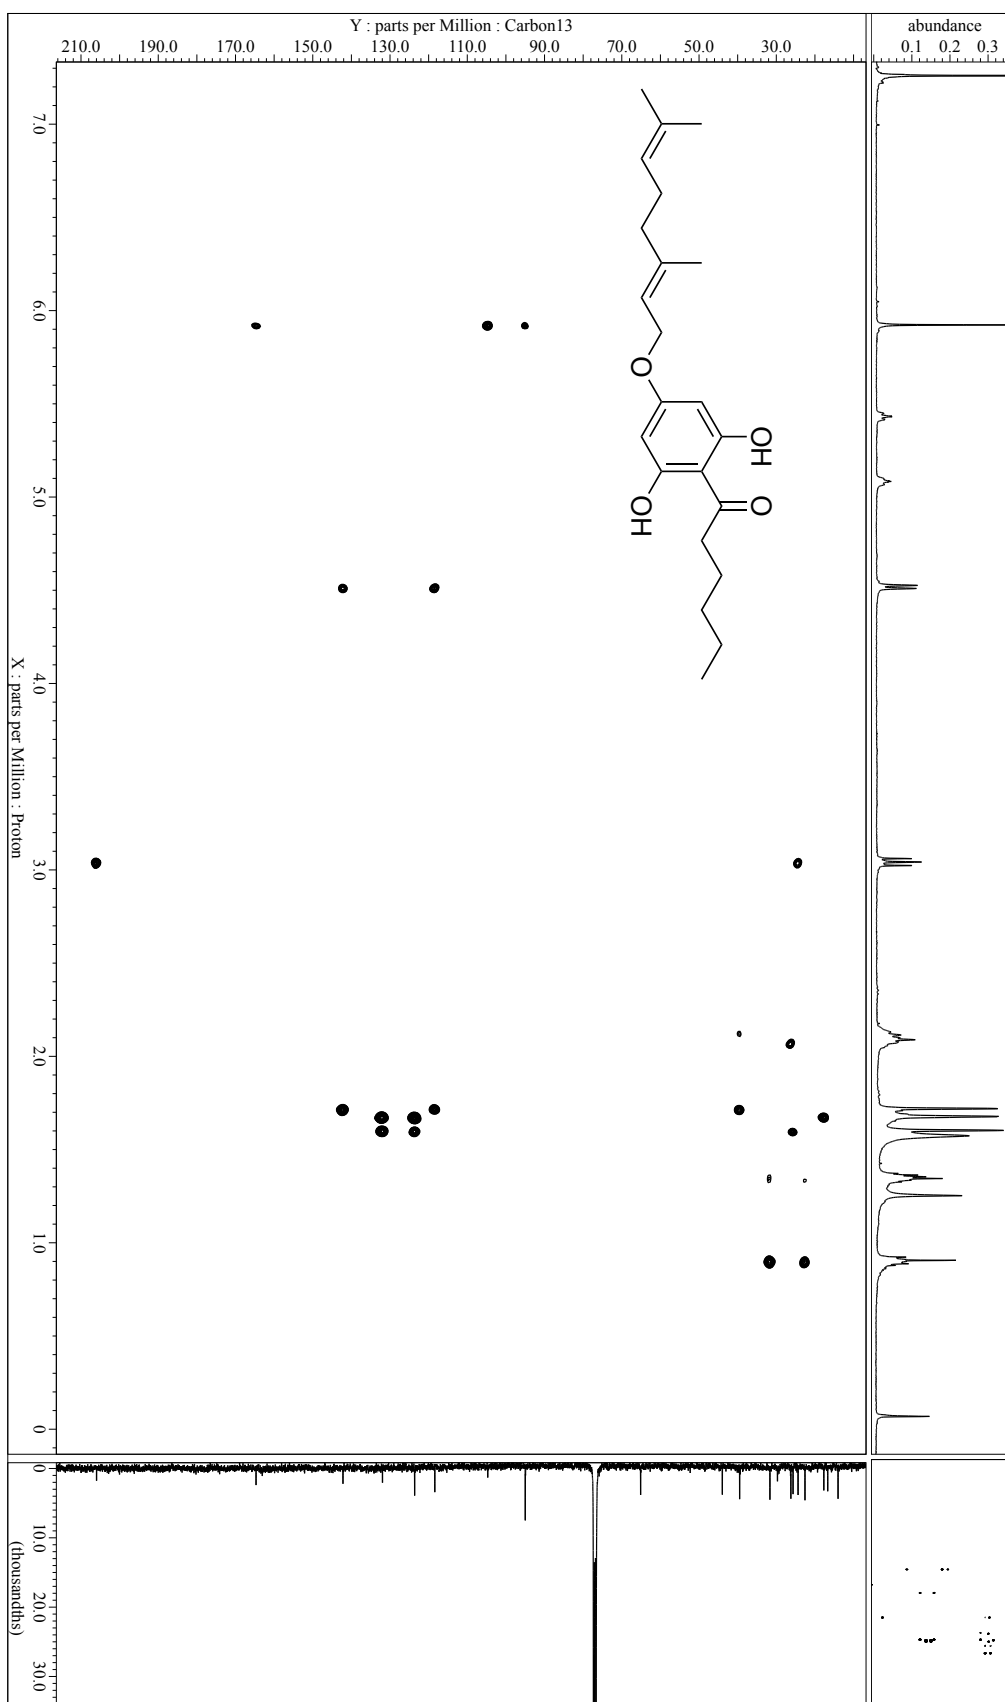 Y : parts per Million : Carbon13
210.0 190.0 170.0 150.0 130.0 110.0 90.0 70.0 50.0 30.0
abundance
0.1 0.2 0.3
7.0
6.0
5.0
4.0
3.0
2.0
1.0
0
X : parts per Million : Proton
O
OH
O
HO
0
10.0
20.0
30.0
(thousandths)